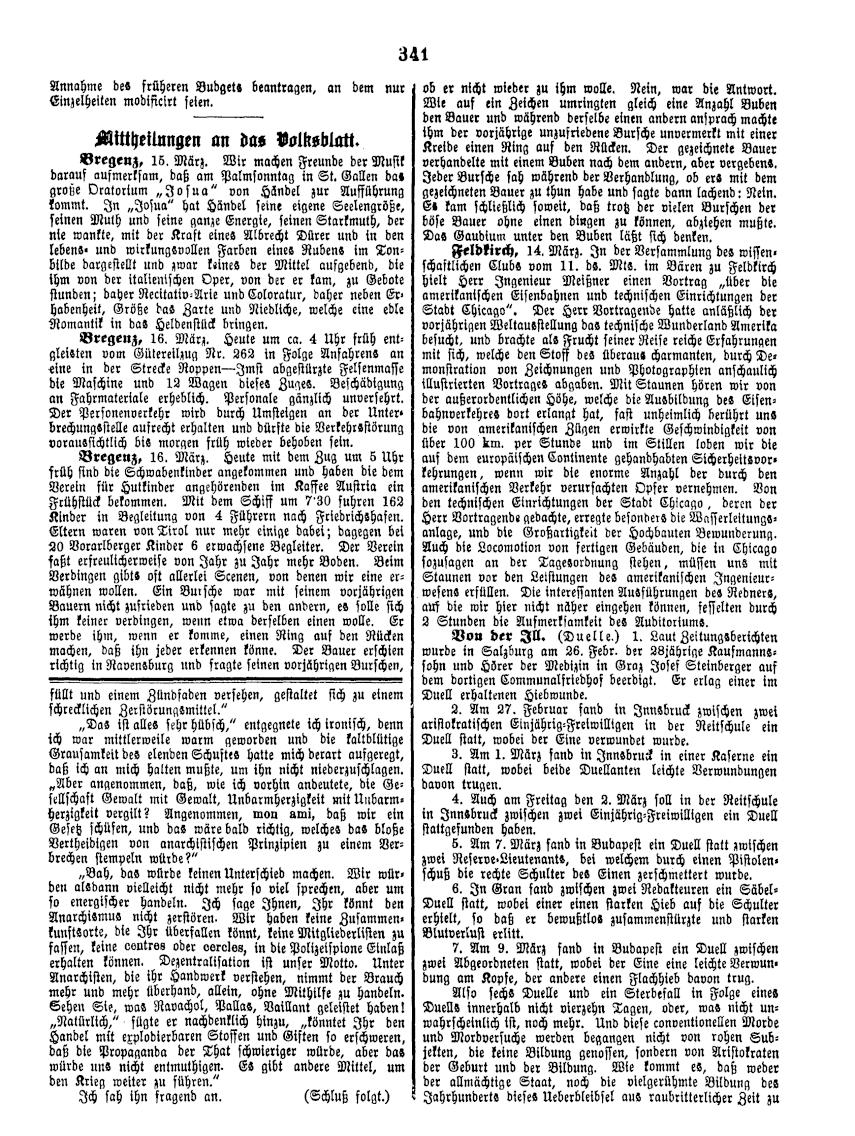 341
Annahme des früheren Budgets beantragen, an dem nur
Einzelheiten modificirt seien.
Mittheilungen an das Volksblatt.
Bregenz, 15. März. Wir machen Freunde der Musik
darauf aufmerksam, daß am Palmsonntag in St. Gallen das
große Oratorium „Josua“ von Händel zur Aufführung
kommt. In „Josua“ hat Händel seine eigene Seelengröße,
seinen Muth und seine ganze Energie, seinen Starkmuth, der
nie wankte, mit der Kraft eines Albrecht Dürer und in den
lebens- und wirkungsvollen Farben eines Rubens im Ton-
bilde dargestellt und zwar keines der Mittel aufgebend, die
ihm von der italienischen Oper, von der er kam, zu Gebote
stunden; daher Recitativ-Arie und Coloratur, daher neben Er-
habenheit, Größe das Zarte und Niedliche, welche eine edle
Romantik in das Heldenstück bringen.
Bregenz, 16. März. Heute um ca. 4 Uhr früh ent-
gleisten vom Gütereilzug Nr. 262 in Folge Anfahrens an
eine in der Strecke Roppen—Imst abgestürzte Felsenmasse
die Maschine und 12 Wagen dieses Zuges. Beschädigung
an Fahrmateriale erheblich. Personale gänzlich unversehrt.
Der Personenverkehr wird durch Umsteigen an der Unter-
brechungsstelle aufrecht erhalten und dürfte die Verkehrsstörung
voraussichtlich bis morgen früh wieder behoben sein.
Bregenz, 16. März. Heute mit dem Zug um 5 Uhr
früh sind die Schwabenkinder angekommen und haben die dem
Verein für Hutkinder angehörenden im Kaffee Austria ein
Frühstück bekommen. Mit dem Schiff um 7·30 fuhren 162
Kinder in Begleitung von 4 Führern nach Friedrichshafen.
Eltern waren von Tirol nur mehr einige dabei; dagegen bei
20 Vorarlberger Kinder 6 erwachsene Begleiter. Der Verein
faßt erfreulicherweise von Jahr zu Jahr mehr Boden. Beim
Verdingen gibts oft allerlei Scenen, von denen wir eine er-
wähnen wollen. Ein Bursche war mit seinem vorjährigen
Bauern nicht zufrieden und sagte zu den andern, es solle sich
ihm keiner verdingen, wenn etwa derselben einen wolle. Er
werde ihm, wenn er komme, einen Ring auf den Rücken
machen, daß ihn jeder erkennen könne. Der Bauer erschien
richtig in Ravensburg und fragte seinen vorjährigen Burschen,
ob er nicht wieder zu ihm wolle. Nein, war die Antwort.
Wie auf ein Zeichen umringten gleich eine Anzahl Buben
den Bauer und während derselbe einen andern ansprach machte
ihm der vorjährige unzufriedene Bursche unvermerkt mit einer
Kreide einen Ring auf den Rücken. Der gezeichnete Bauer
verhandelte mit einem Buben nach dem andern, aber vergebens.
Jeder Bursche sah während der Verhandlung, ob er es mit dem
gezeichneten Bauer zu thun habe und sagte dann lachend: Nein.
Es kam schließlich soweit, daß trotz der vielen Burschen der
böse Bauer ohne einen dingen zu können, abziehen mußte.
Das Gaudium unter den Buben läßt sich denken.
Feldkirch, 14. März. In der Versammlung des wissen-
schaftlichen Clubs vom 11. ds. Mts. im Bären zu Feldkirch
hielt Herr Ingenieur Meißner einen Vortrag „über die
amerikanischen Eisenbahnen und technischen Einrichtungen der
Stadt Chicago“. Der Herr Vortragende hatte anläßlich der
vorjährigen Weltausstellung das technische Wunderland Amerika
besucht, und brachte als Frucht seiner Reise reiche Erfahrungen
mit sich, welche den Stoff des überaus charmanten, durch De-
monstration von Zeichnungen und Photographien anschaulich
illustrierten Vortrages abgaben. Mit Staunen hören wir von
der außerordentlichen Höhe, welche die Ausbildung des Eisen-
bahnverkehres dort erlangt hat, fast unheimlich berührt uns
die von amerikanischen Zügen erwirkte Geschwindigkeit von
über 100 km. per Stunde und im Stillen loben wir die
auf dem europäischen Continente gehandhabten Sicherheitsvor-
kehrungen, wenn wir die enorme Anzahl der durch den
amerikanischen Verkehr verursachten Opfer vernehmen. Von
den technischen Einrichtungen der Stadt Chicago, deren der
Herr Vortragende gedachte, erregte besonders die Wasserleitungs-
anlage, und die Großartigkeit der Hochbauten Bewunderung.
Auch die Locomotion von fertigen Gebäuden, die in Chicago
sozusagen an der Tagesordnung stehen, müssen uns mit
Staunen vor den Leistungen des amerikanischen Ingenieur-
wesens erfüllen. Die interessanten Ausführungen des Redners,
auf die wir hier nicht näher eingehen können, fesselten durch
2 Stunden die Aufmerksamkeit des Auditoriums.
Von der Ill. (Duelle.) 1. Laut Zeitungsberichten
wurde in Salzburg am 26. Febr. der 28jährige Kaufmanns-
sohn und Hörer der Medizin in Graz Josef Steinberger auf
dem dortigen Communalfriedhof beerdigt. Er erlag einer im
Duell erhaltenen Hiebwunde.
2. Am 27. Februar fand in Innsbruck zwischen zwei
aristokratischen Einjährig-Freiwilligen in der Reitschule ein
Duell statt, wobei der Eine verwundet wurde.
3. Am 1. März fand in Innsbruck in einer Kaserne ein
Duell statt, wobei beide Duellanten leichte Verwundungen
davon trugen.
4. Auch am Freitag den 2. März soll in der Reitschule
in Innsbruck zwischen zwei Einjährig-Freiwilligen ein Duell
stattgefunden haben.
5. Am 7. März fand in Budapest ein Duell statt zwischen
zwei Reserve-Lieutenants, bei welchem durch einen Pistolen-
schuß die rechte Schulter des Einen zerschmettert wurde.
6. In Gran fand zwischen zwei Redakteuren ein Säbel-
Duell statt, wobei einer einen starken Hieb auf die Schulter
erhielt, so daß er bewußtlos zusammenstürzte und starken
Blutverlust erlitt.
7. Am 9. März fand in Budapest ein Duell zwischen
zwei Abgeordneten statt, wobei der Eine eine leichte Verwun-
dung am Kopfe, der andere einen Flachhieb davon trug.
Also sechs Duelle und ein Sterbefall in Folge eines
Duells innerhalb nicht vierzehn Tagen, oder, was nicht un-
wahrscheinlich ist, noch mehr. Und diese conventionellen Morde
und Mordversuche werden begangen nicht von rohen Sub-
jekten, die keine Bildung genossen, sondern von Aristokraten
der Geburt und der Bildung. Wie kommt es, daß weder
der allmächtige Staat, noch die vielgerühmte Bildung des
Jahrhunderts dieses Ueberbleibsel aus raubritterlicher Zeit zu
füllt und einem Zündfaden versehen, gestaltet sich zu einem
schrecklichen Zerstörungsmittel.“
„Das ist alles sehr hübsch,“ entgegnete ich ironisch, denn
ich war mittlerweile warm geworden und die kaltblütige
Grausamkeit des elenden Schuftes hatte mich derart aufgeregt,
daß ich an mich halten mußte, um ihn nicht niederzuschlagen.
„Aber angenommen, daß, wie ich vorhin andeutete, die Ge-
sellschaft Gewalt mit Gewalt, Unbarmherzigkeit mit Unbarm-
herzigkeit vergilt? Angenommen, mon ami, daß wir ein
Gesetz schüfen, und das wäre bald richtig, welches das bloße
Vertheidigen von anarchistischen Prinzipien zu einem Ver-
brechen stempeln würde?“
„Bah, das würde keinen Unterschied machen. Wir wür-
den alsdann vielleicht nicht mehr so viel sprechen, aber um
so energischer handeln. Ich sage Ihnen, Ihr könnt den
Anarchismus nicht zerstören. Wir haben keine Zusammen-
kunftsorte, die Ihr überfallen könnt, keine Mitgliederlisten zu
fassen, keine centres oder cercles, in die Polizeispione Einlaß
erhalten können. Dezentralisation ist unser Motto. Unter
Anarchisten, die ihr Handwerk verstehen, nimmt der Brauch
mehr und mehr überhand, allein, ohne Mithilfe zu handeln.
Sehen Sie, was Ravachol, Pallas, Vaillant geleistet haben!
„Natürlich,“ fügte er nachdenklich hinzu, „könntet Ihr den
Handel mit explodierbaren Stoffen und Giften so erschweren,
daß die Propaganda der That schwieriger würde, aber das
würde uns nicht entmuthigen. Es gibt andere Mittel, um
den Krieg weiter zu führen.“
Ich sah ihn fragend an. (Schluß folgt.)